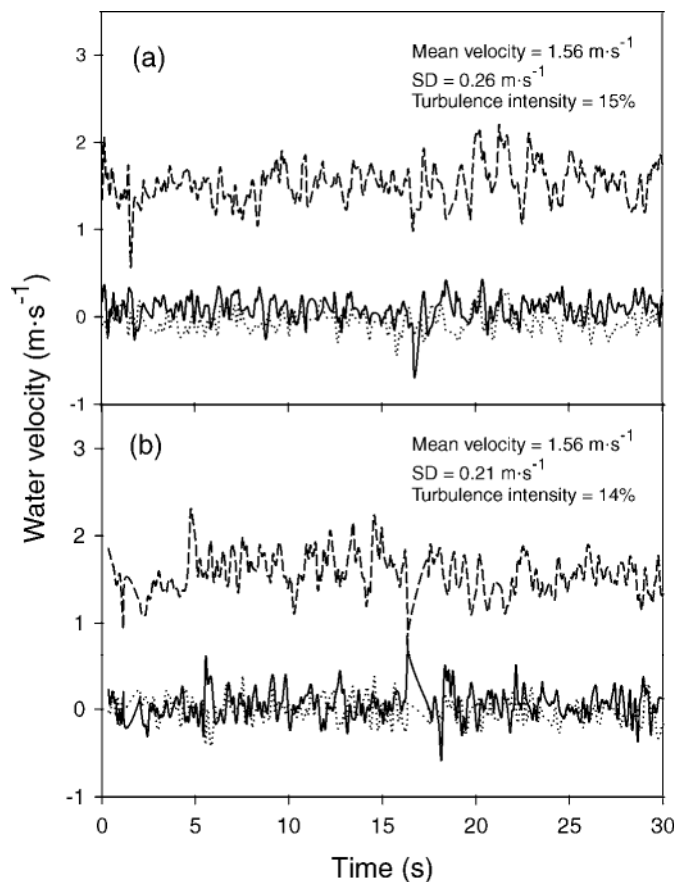 3
(a)
Mean velocity = 1.56 m·s⁻¹
SD = 0.26 m·s⁻¹
Turbulence intensity = 15%
2
1
0
-1
Water velocity (m·s⁻¹)
3
(b)
Mean velocity = 1.56 m·s⁻¹
SD = 0.21 m·s⁻¹
Turbulence intensity = 14%
2
1
0
-1
0 5 10 15 20 25 30
Time (s)